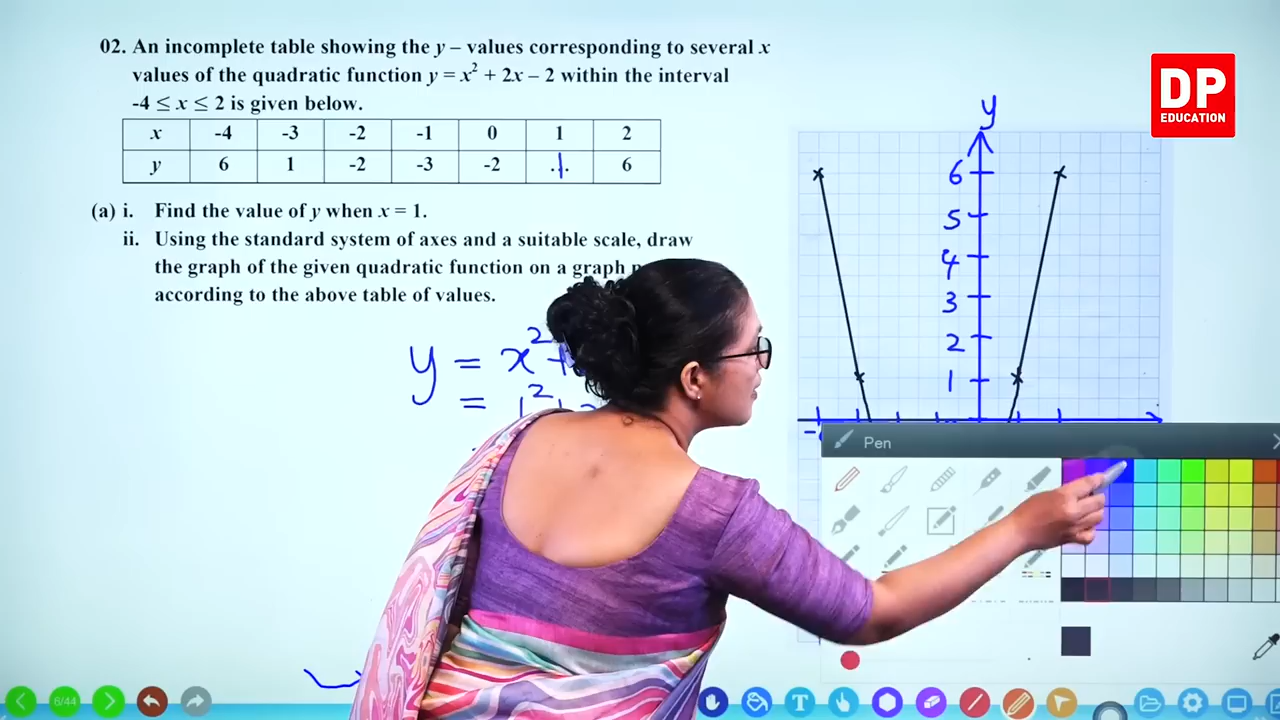 02. An incomplete table showing the y – values corresponding to several x
values of the quadratic function y = x² + 2x – 2 within the interval
-4 ≤ x ≤ 2 is given below.
x -4 -3 -2 -1 0 1 2
y 6 1 -2 -3 -2 .1. 6
(a) i. Find the value of y when x = 1.
ii. Using the standard system of axes and a suitable scale, draw
the graph of the given quadratic function on a graph
according to the above table of values.
y = x² +
= 1² +
DP
EDUCATION
y
6
5
4
3
2
1
Pen
6/44